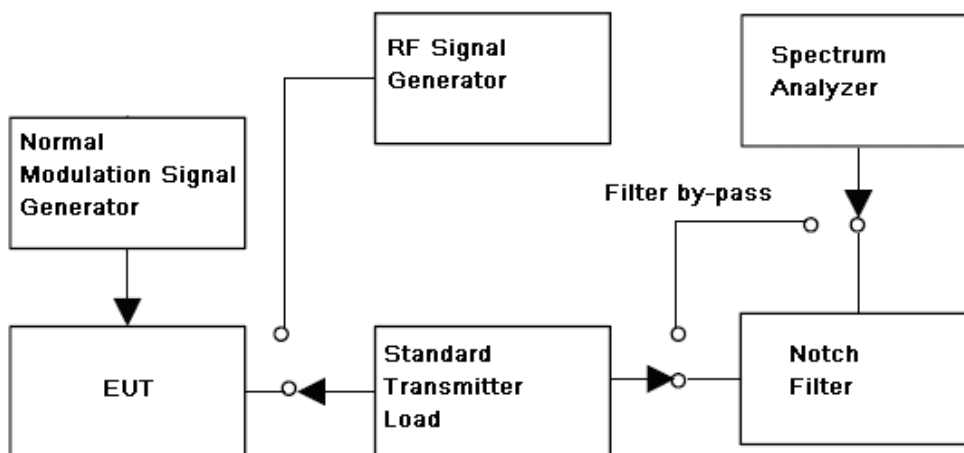 RF Signal
Generator
Spectrum
Analyzer
Normal
Modulation Signal
Generator
Filter by-pass
EUT
Standard
Transmitter
Load
Notch
Filter